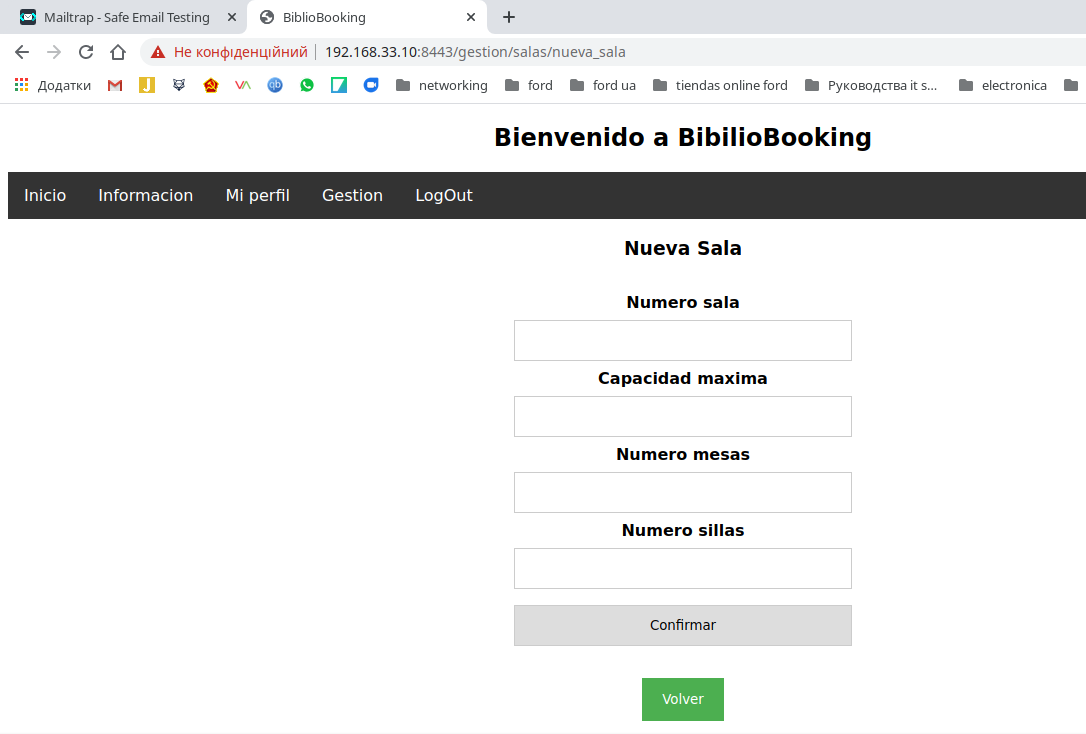 Mailtrap - Safe Email Testing
BiblioBooking
Не конфіденційний
192.168.33.10:8443/gestion/salas/nueva_sala
Додатки
networking
ford
ford ua
tiendas online ford
Руководства it s...
electronica
Bienvenido a BibilioBooking
Inicio
Informacion
Mi perfil
Gestion
LogOut
Nueva Sala
Numero sala
Capacidad maxima
Numero mesas
Numero sillas
Confirmar
Volver